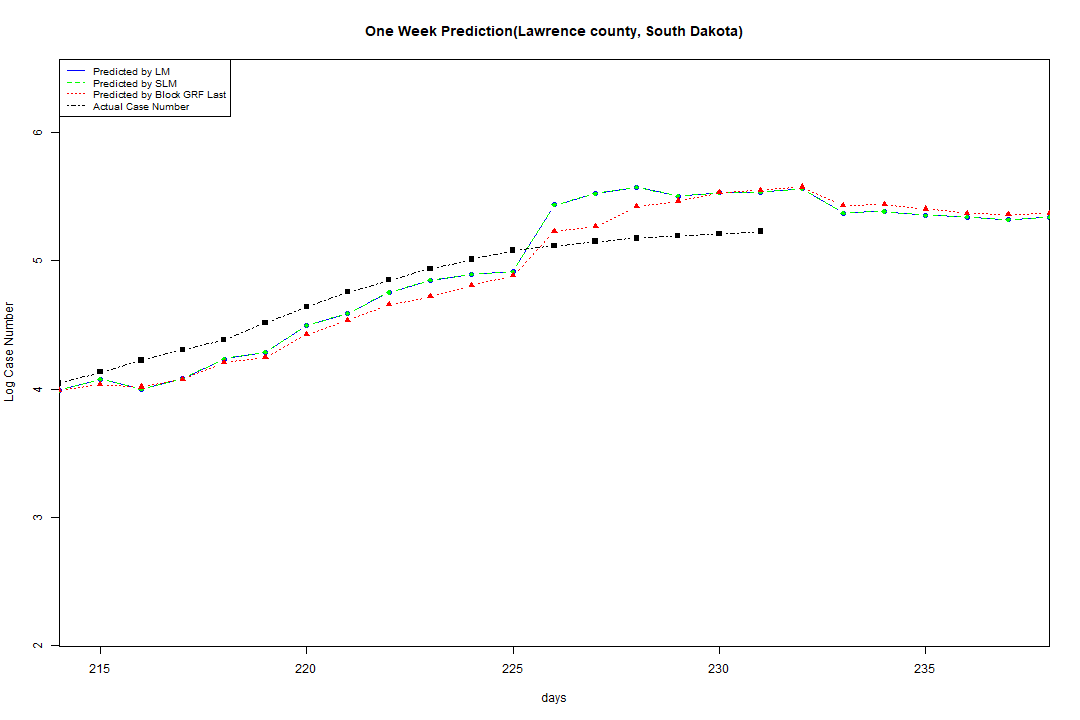 One Week Prediction(Lawrence county, South Dakota)
Predicted by LM
Predicted by SLM
Predicted by Block GRF Last
Actual Case Number
6
5
4
3
2
Log Case Number
215 220 225 230 235
days